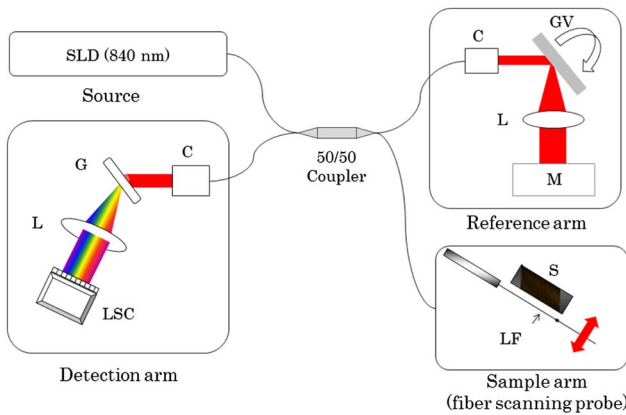 SLD (840 nm)
Source
G
C
L
LSC
Detection arm
50/50
Coupler
C
GV
L
M
Reference arm
S
LF
Sample arm
(fiber scanning probe)